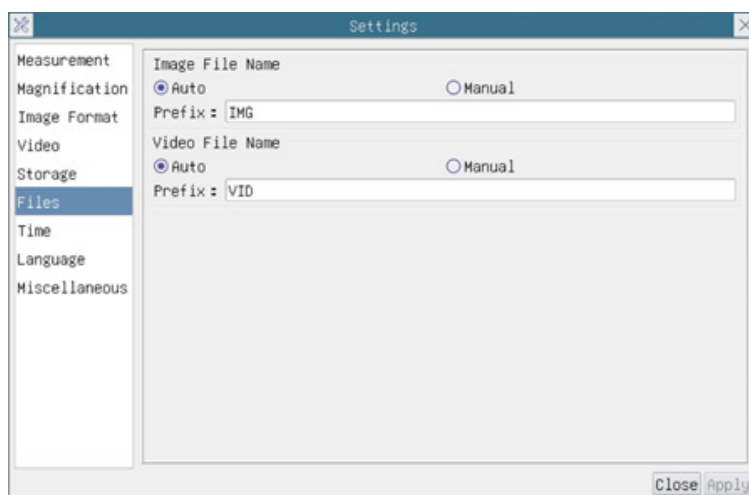 Settings
Measurement
Magnification
Image Format
Video
Storage
Files
Time
Language
Miscellaneous
Image File Name
Auto Manual
Prefix: IMG
Video File Name
Auto Manual
Prefix: VID
Close Apply